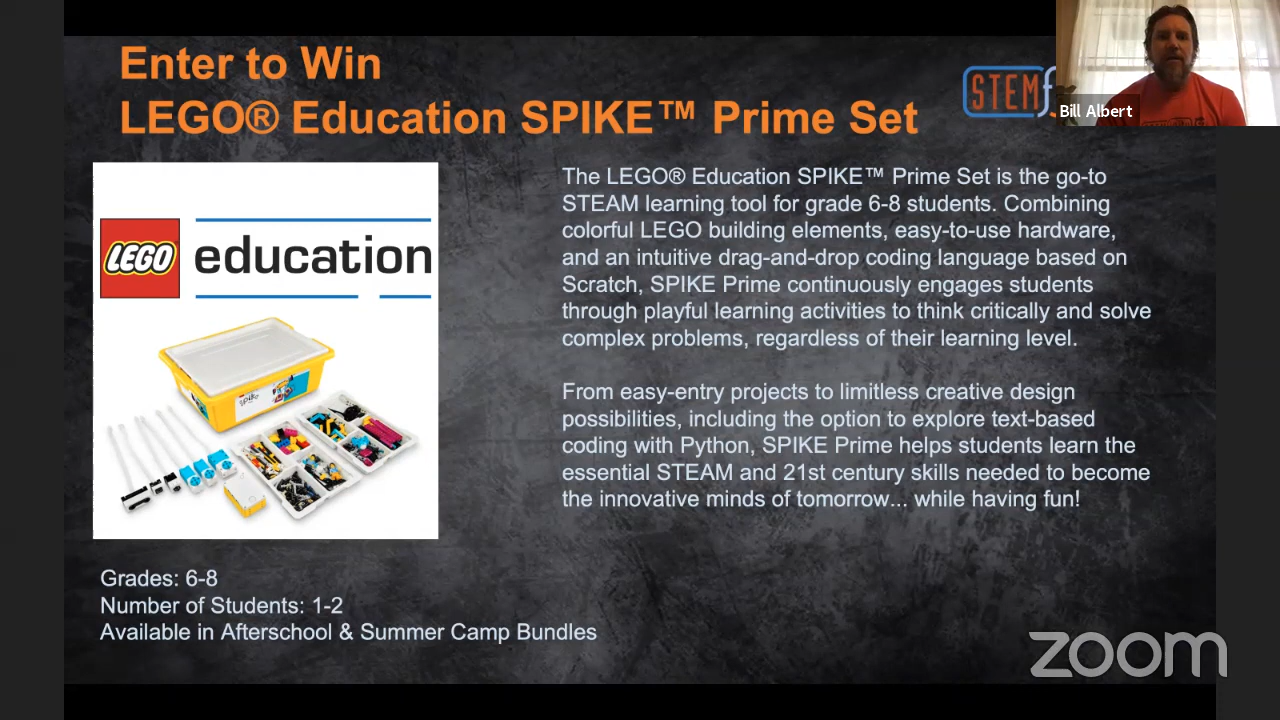 Enter to Win
LEGO® Education SPIKE™ Prime Set
STEM
Bill Albert
The LEGO® Education SPIKE™ Prime Set is the go-to
STEAM learning tool for grade 6-8 students. Combining
colorful LEGO building elements, easy-to-use hardware,
and an intuitive drag-and-drop coding language based on
Scratch, SPIKE Prime continuously engages students
through playful learning activities to think critically and solve
complex problems, regardless of their learning level.
From easy-entry projects to limitless creative design
possibilities, including the option to explore text-based
coding with Python, SPIKE Prime helps students learn the
essential STEAM and 21st century skills needed to become
the innovative minds of tomorrow... while having fun!
LEGO education
spike
Grades: 6-8
Number of Students: 1-2
Available in Afterschool & Summer Camp Bundles
zoom